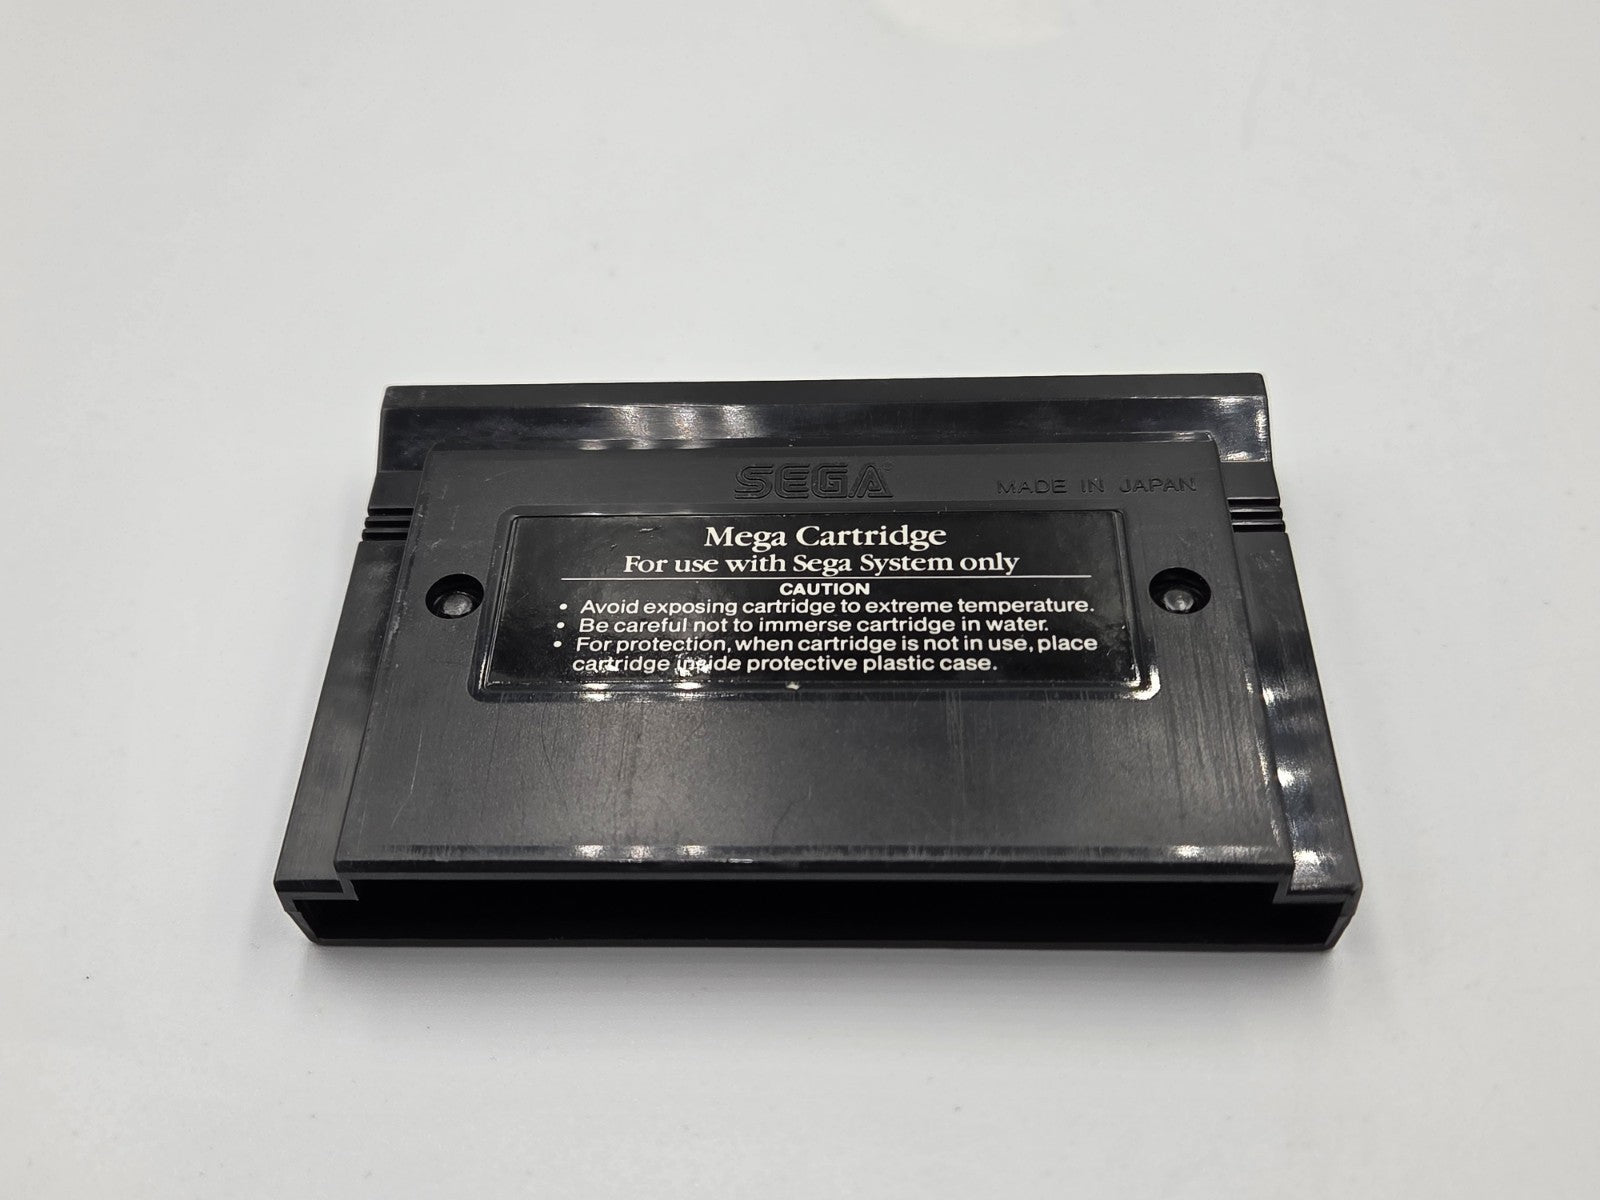 SEGA®
MADE IN JAPAN
Mega Cartridge
For use with Sega System only
CAUTION
• Avoid exposing cartridge to extreme temperature.
• Be careful not to immerse cartridge in water.
• For protection, when cartridge is not in use, place
cartridge inside protective plastic case.